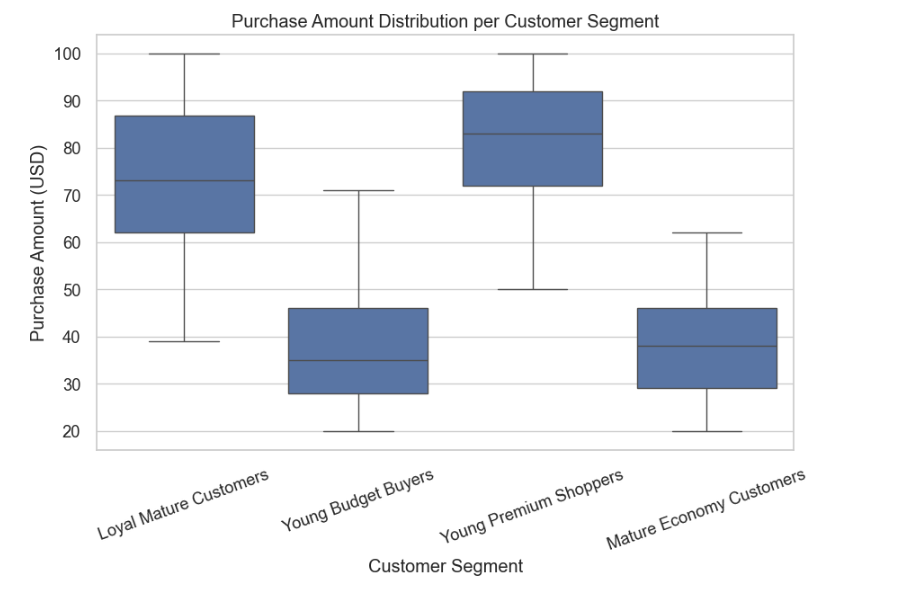 Purchase Amount Distribution per Customer Segment
Purchase Amount (USD)
100
90
80
70
60
50
40
30
20
Loyal Mature Customers
Young Budget Buyers
Young Premium Shoppers
Mature Economy Customers
Customer Segment